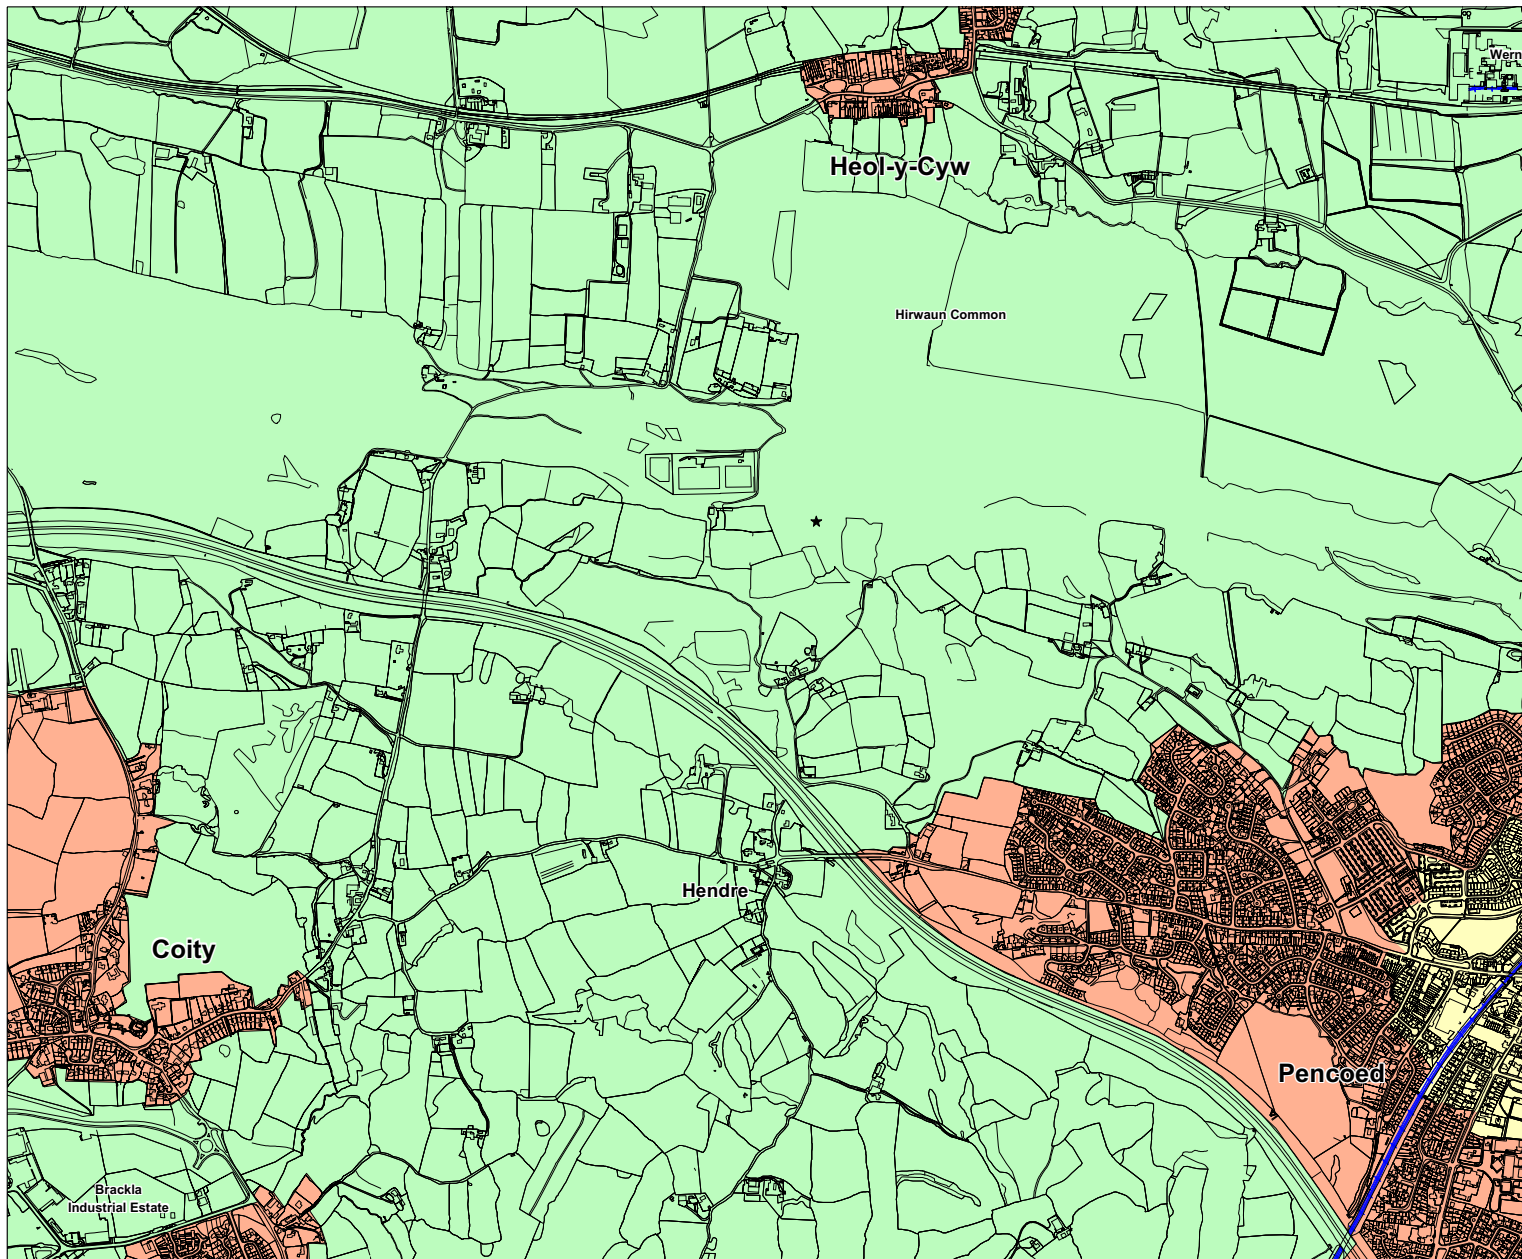 Wern
Heol-y-Cyw
Hirwaun Common
Hendre
Coity
Pencoed
Brackla
Industrial Estate